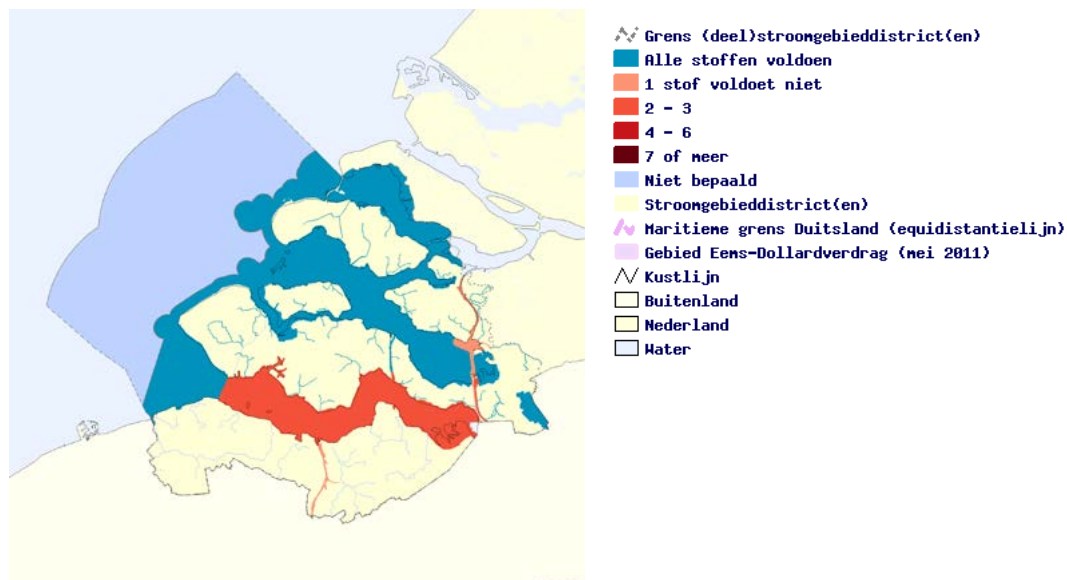 Grens (deel)stroomgebieddistrict(en)
Alle stoffen voldoen
1 stof voldoet niet
2 - 3
4 - 6
7 of meer
Niet bepaald
Stroomgebieddistrict(en)
Maritieme grens Duitsland (equidistantielijn)
Gebied Eems-Dollardverdrag (mei 2011)
Kustlijn
Buitenland
Nederland
Water